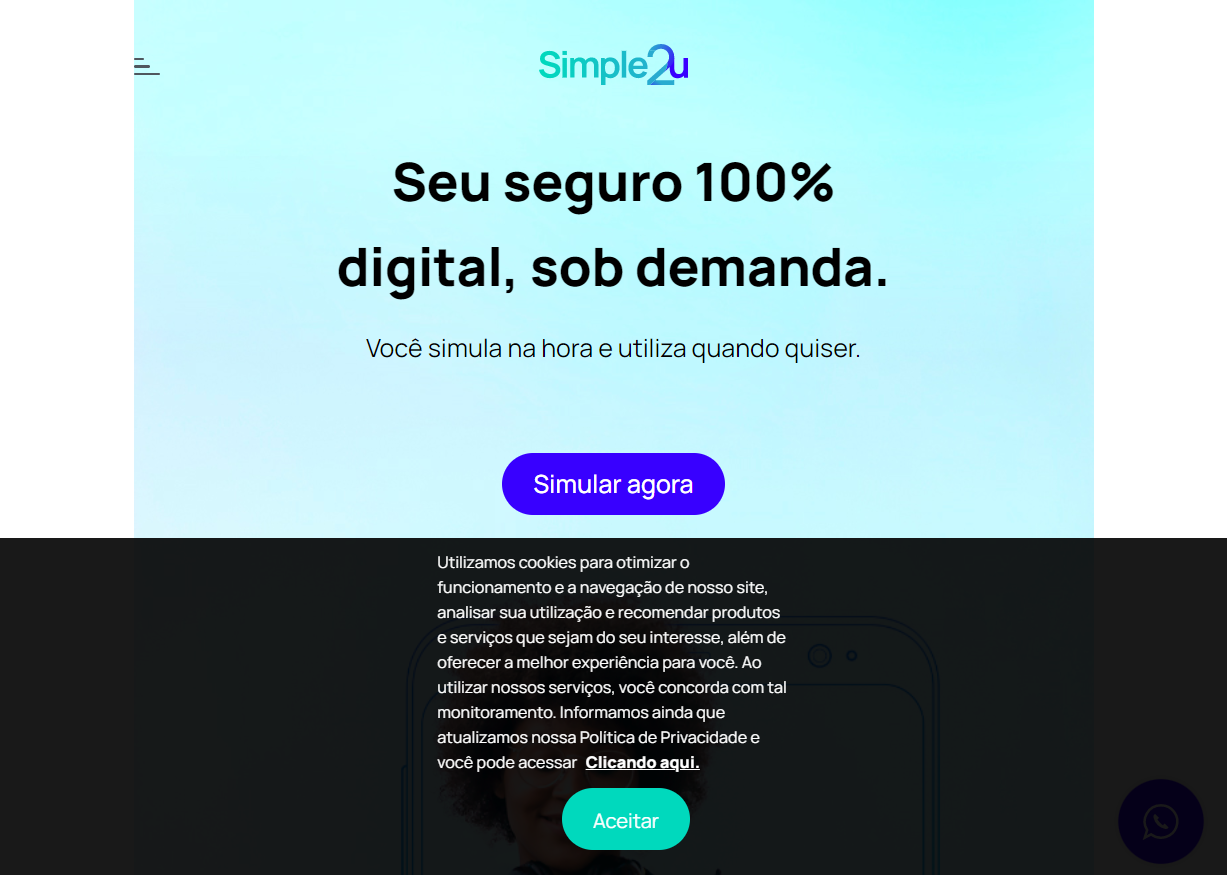 Simple2u
Seu seguro 100%
digital, sob demanda.
Você simula na hora e utiliza quando quiser.
Simular agora
Utilizamos cookies para otimizar o
funcionamento e a navegação de nosso site,
analisar sua utilização e recomendar produtos
e serviços que sejam do seu interesse, além de
oferecer a melhor experiência para você. Ao
utilizar nossos serviços, você concorda com tal
monitoramento. Informamos ainda que
atualizamos nossa Política de Privacidade e
você pode acessar Clicando aqui.
Aceitar